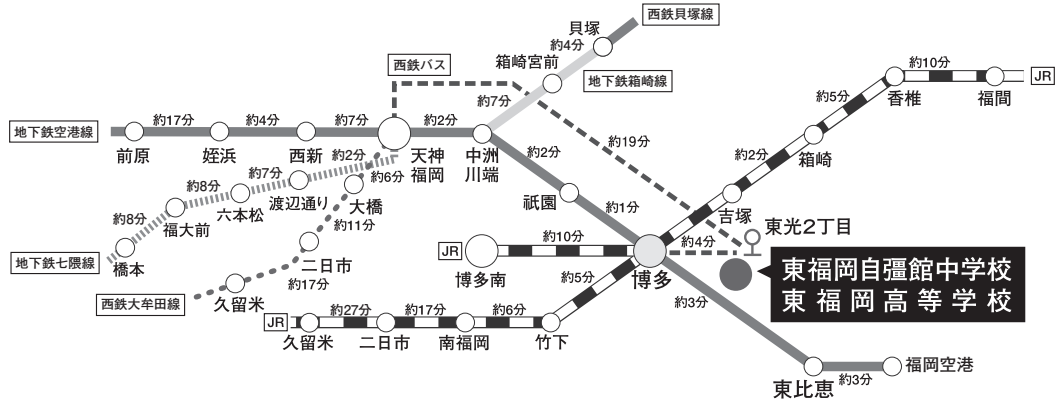 西鉄貝塚線
貝塚
約4分
西鉄バス
箱崎宮前
地下鉄箱崎線
約10分
JR
香椎
福間
約7分
約5分
地下鉄空港線
約17分
約4分
約7分
約2分
前原
姪浜
西新
天神
福岡
中洲
川端
約19分
箱崎
約2分
約2分
約2分
約8分
約7分
渡辺通り
約6分
六本松
大橋
祇園
吉塚
福大前
約11分
約1分
東光2丁目
約8分
JR
約10分
約4分
地下鉄七隈線
橋本
二日市
博多南
博多
東福岡自彊館中学校
東福岡高等学校
西鉄大牟田線
約17分
約5分
久留米
約3分
JR
約27分
約17分
約6分
久留米
二日市
南福岡
竹下
福岡空港
東比恵
約3分